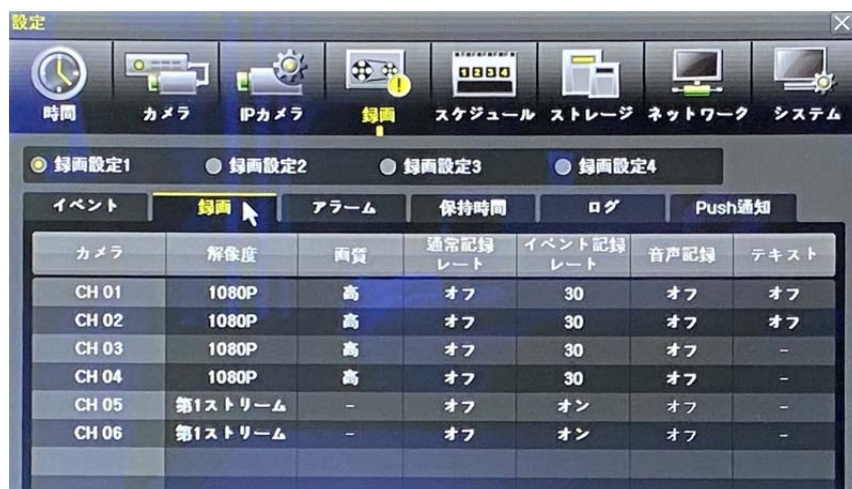 設定
時間 カメラ IPカメラ 録画 スケジュール ストレージ ネットワーク システム
録画設定1 録画設定2 録画設定3 録画設定4
イベント 録画 アラーム 保持時間 ログ Push通知
カメラ 解像度 画質 通常記録レート イベント記録レート 音声記録 テキスト
CH 01 1080P 高 オフ 30 オフ オフ
CH 02 1080P 高 オフ 30 オフ オフ
CH 03 1080P 高 オフ 30 オフ -
CH 04 1080P 高 オフ 30 オフ -
CH 05 第1ストリーム - オフ オン オフ -
CH 06 第1ストリーム - オフ オン オフ -